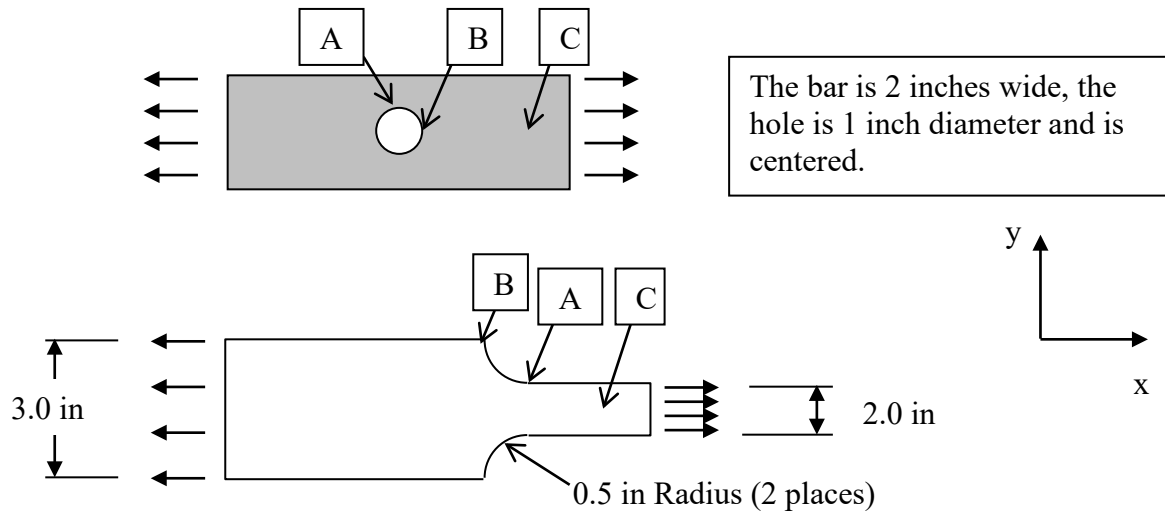 A
B
C
The bar is 2 inches wide, the
hole is 1 inch diameter and is
centered.
y
x
B
A
C
3.0 in
2.0 in
0.5 in Radius (2 places)